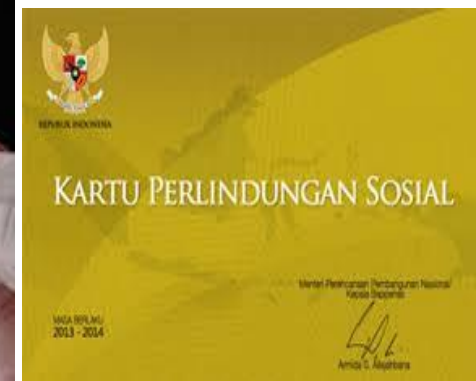 REPUBLIK INDONESIA
KARTU PERLINDUNGAN SOSIAL
Menteri Perencanaan Pembangunan Nasional/
Kepala Bappenas
MASA BERLAKU
2013 - 2014
Armida S. Alisjahbana